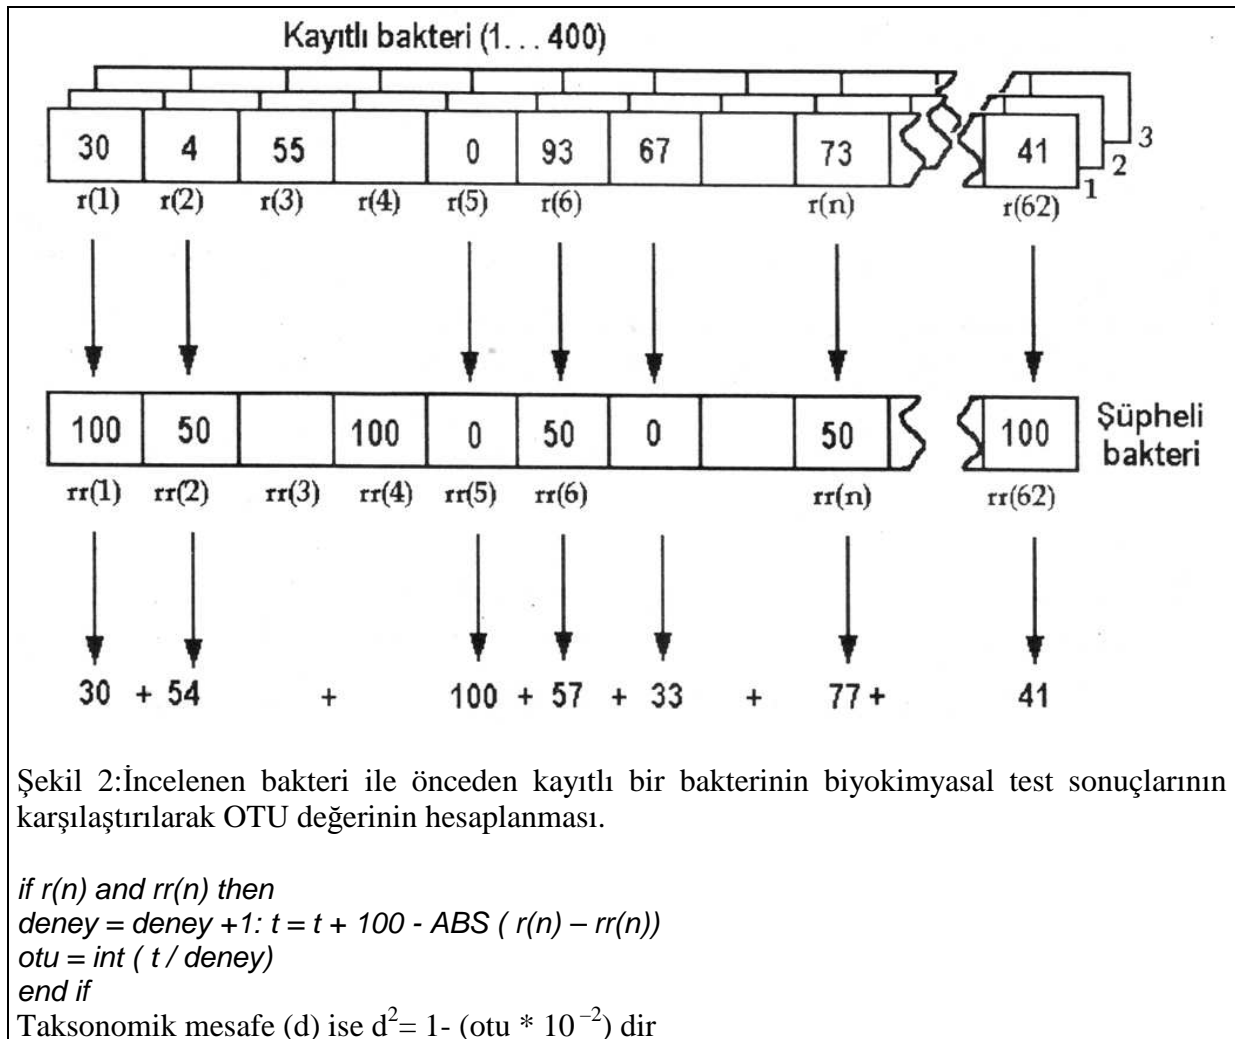 Kayıtlı bakteri (1... 400)
30 4 55 0 93 67 73 41
1 2 3
r(1) r(2) r(3) r(4) r(5) r(6) r(n) r(62)
100 50 100 0 50 0 50 100
Şüpheli
bakteri
rr(1) rr(2) rr(3) rr(4) rr(5) rr(6) rr(n) rr(62)
30 + 54 + 100 + 57 + 33 + 77 + 41
Şekil 2:İncelenen bakteri ile önceden kayıtlı bir bakterinin biyokimyasal test sonuçlarının
karşılaştırılarak OTU değerinin hesaplanması.
if r(n) and rr(n) then
deney = deney +1: t = t + 100 - ABS ( r(n) – rr(n))
otu = int ( t / deney)
end if
Taksonomik mesafe (d) ise d²= 1- (otu * 10⁻²) dir